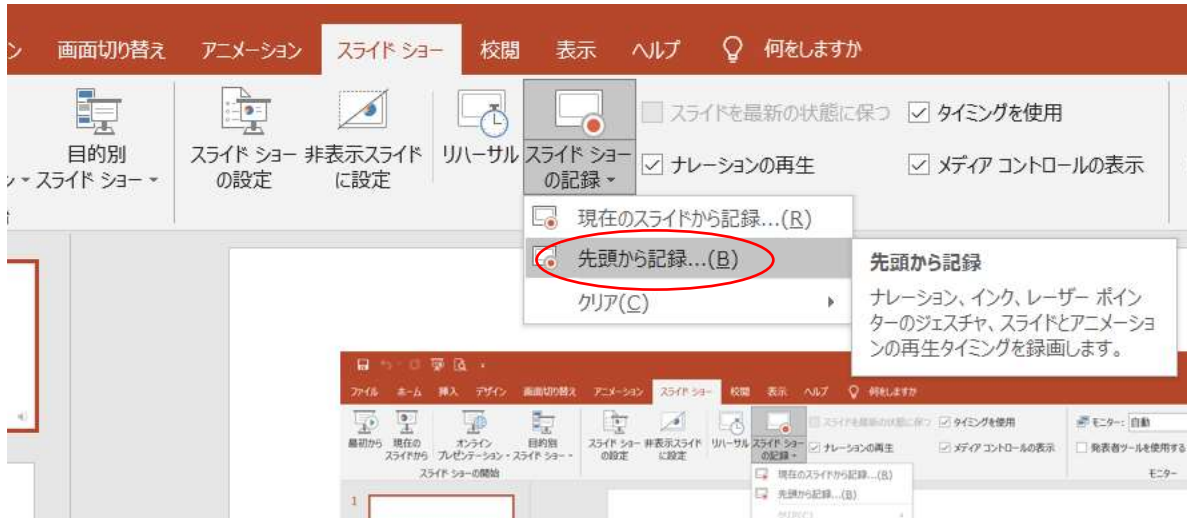 ン 画面切り替え アニメーション スライド ショー 校閲 表示 ヘルプ 何をしますか
目的別
スライド ショー
スライド ショー
の設定
非表示スライド
に設定
リハーサル
スライド ショー
の記録
スライドを最新の状態に保つ
タイミングを使用
ナレーションの再生
メディア コントロールの表示
現在のスライドから記録...(R)
先頭から記録...(B)
クリア(C)
先頭から記録
ナレーション、インク、レーザー ポイン
ターのジェスチャ、スライドとアニメーショ
ンの再生タイミングを録画します。
ファイル ホーム 挿入 デザイン 画面切り替え アニメーション スライド ショー 校閲 表示 ヘルプ 何をしますか
最初から
現在の
スライドから
オンライン
プレゼンテーション
目的別
スライド ショー
スライド ショー
の設定
非表示スライド
に設定
リハーサル
スライド ショー
の記録
スライドを最新の状態に保つ
タイミングを使用
ナレーションの再生
メディア コントロールの表示
モニター: 自動
発表者ツールを使用する
スライド ショーの開始
モニター
現在のスライドから記録...(R)
先頭から記録...(B)
1